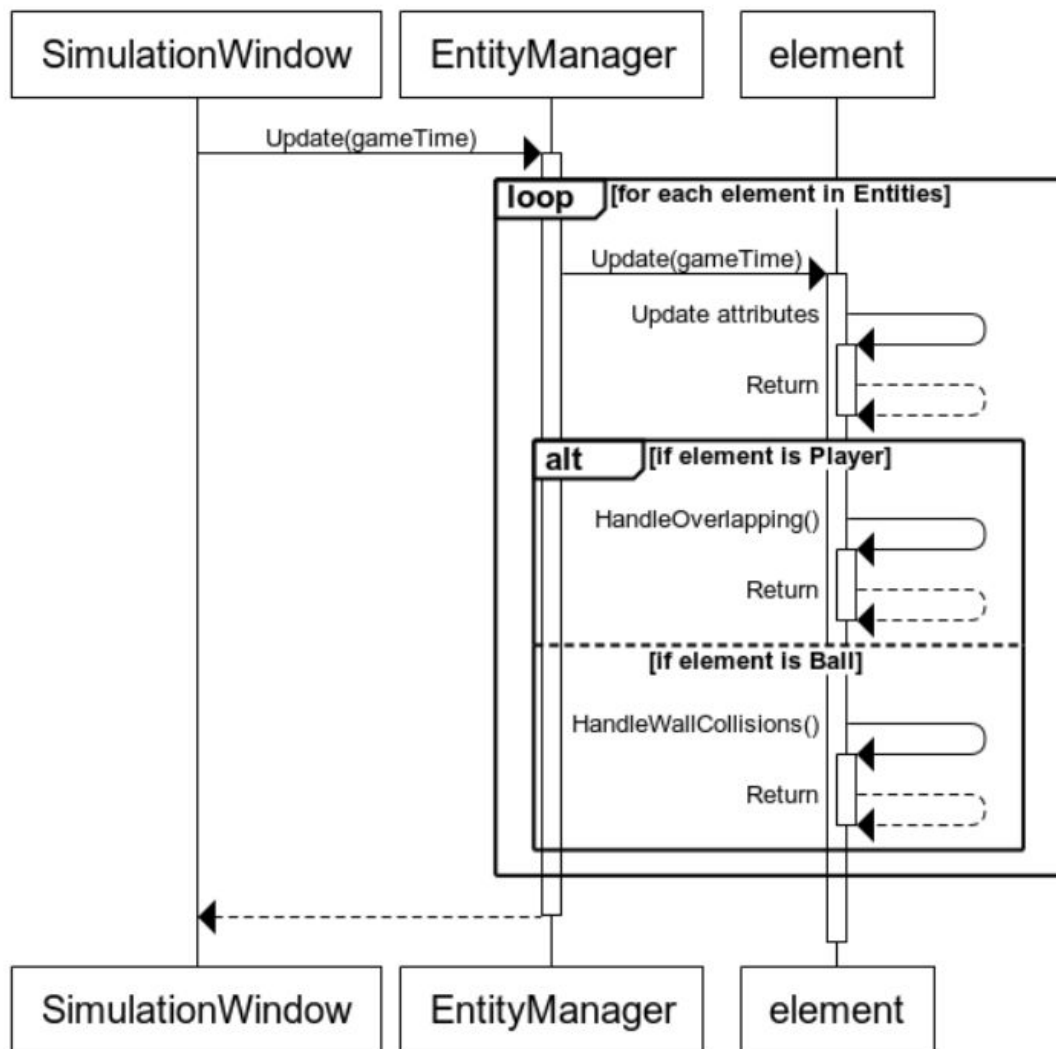 SimulationWindow
EntityManager
element
Update(gameTime)
loop
[for each element in Entities]
Update(gameTime)
Update attributes
Return
alt
[if element is Player]
HandleOverlapping()
Return
[if element is Ball]
HandleWallCollisions()
Return
SimulationWindow
EntityManager
element